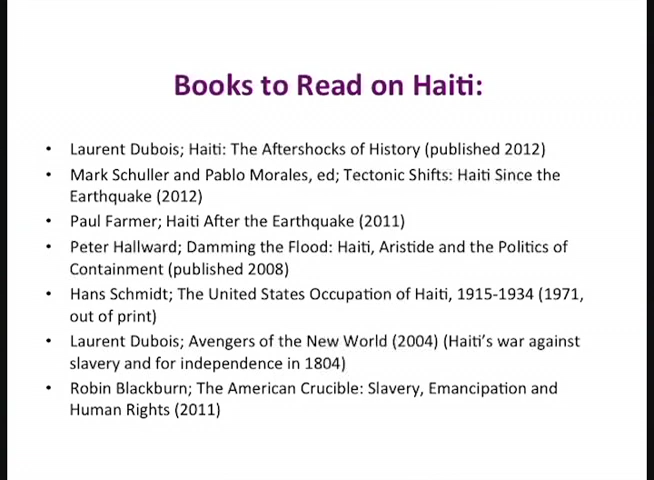 Books to Read on Haiti:
• Laurent Dubois; Haiti: The Aftershocks of History (published 2012)
• Mark Schuller and Pablo Morales, ed; Tectonic Shifts: Haiti Since the
Earthquake (2012)
• Paul Farmer; Haiti After the Earthquake (2011)
• Peter Hallward; Damming the Flood: Haiti, Aristide and the Politics of
Containment (published 2008)
• Hans Schmidt; The United States Occupation of Haiti, 1915-1934 (1971,
out of print)
• Laurent Dubois; Avengers of the New World (2004) (Haiti’s war against
slavery and for independence in 1804)
• Robin Blackburn; The American Crucible: Slavery, Emancipation and
Human Rights (2011)